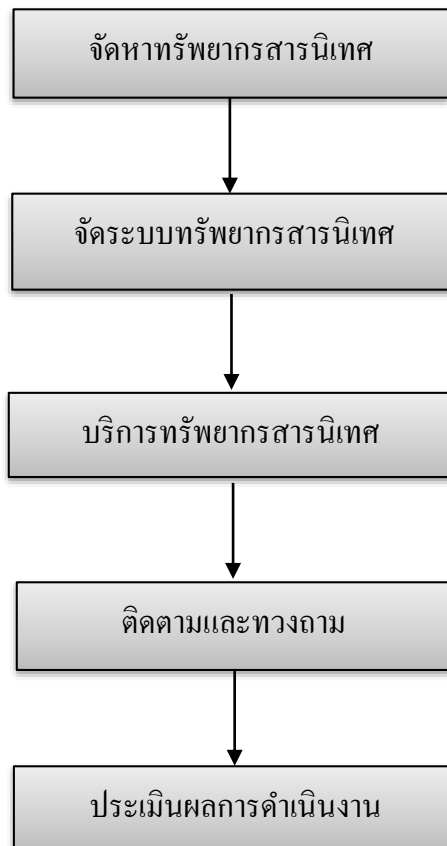 จัดหาทรัพยากรสารนิเทศ
จัดระบบทรัพยากรสารนิเทศ
บริการทรัพยากรสารนิเทศ
ติดตามและทวงถาม
ประเมินผลการดำเนินงาน